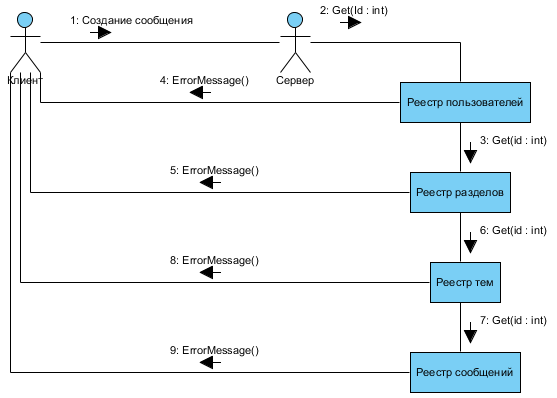 1: Создание сообщения
2: Get(Id : int)
Клиент
Сервер
4: ErrorMessage()
Реестр пользователей
3: Get(id : int)
5: ErrorMessage()
Реестр разделов
6: Get(id : int)
8: ErrorMessage()
Реестр тем
7: Get(id : int)
9: ErrorMessage()
Реестр сообщений